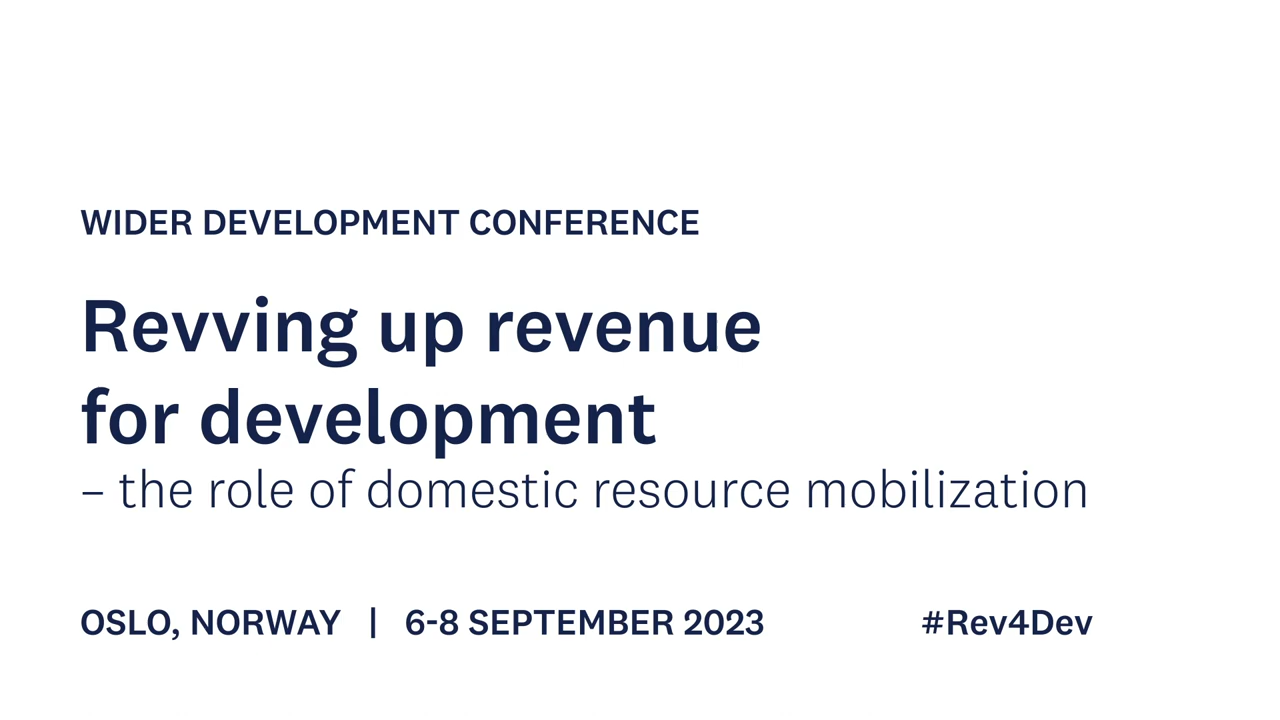 WIDER DEVELOPMENT CONFERENCE
Revving up revenue
for development
– the role of domestic resource mobilization
OSLO, NORWAY | 6-8 SEPTEMBER 2023 #Rev4Dev